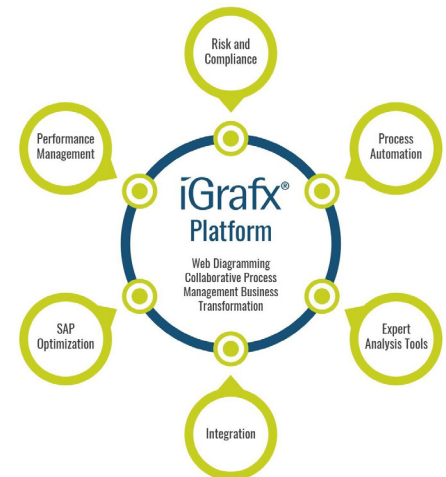 Risk and
Compliance
Performance
Management
Process
Automation
iGrafx®
Platform
Web Diagramming
Collaborative Process
Management Business
Transformation
SAP
Optimization
Expert
Analysis Tools
Integration